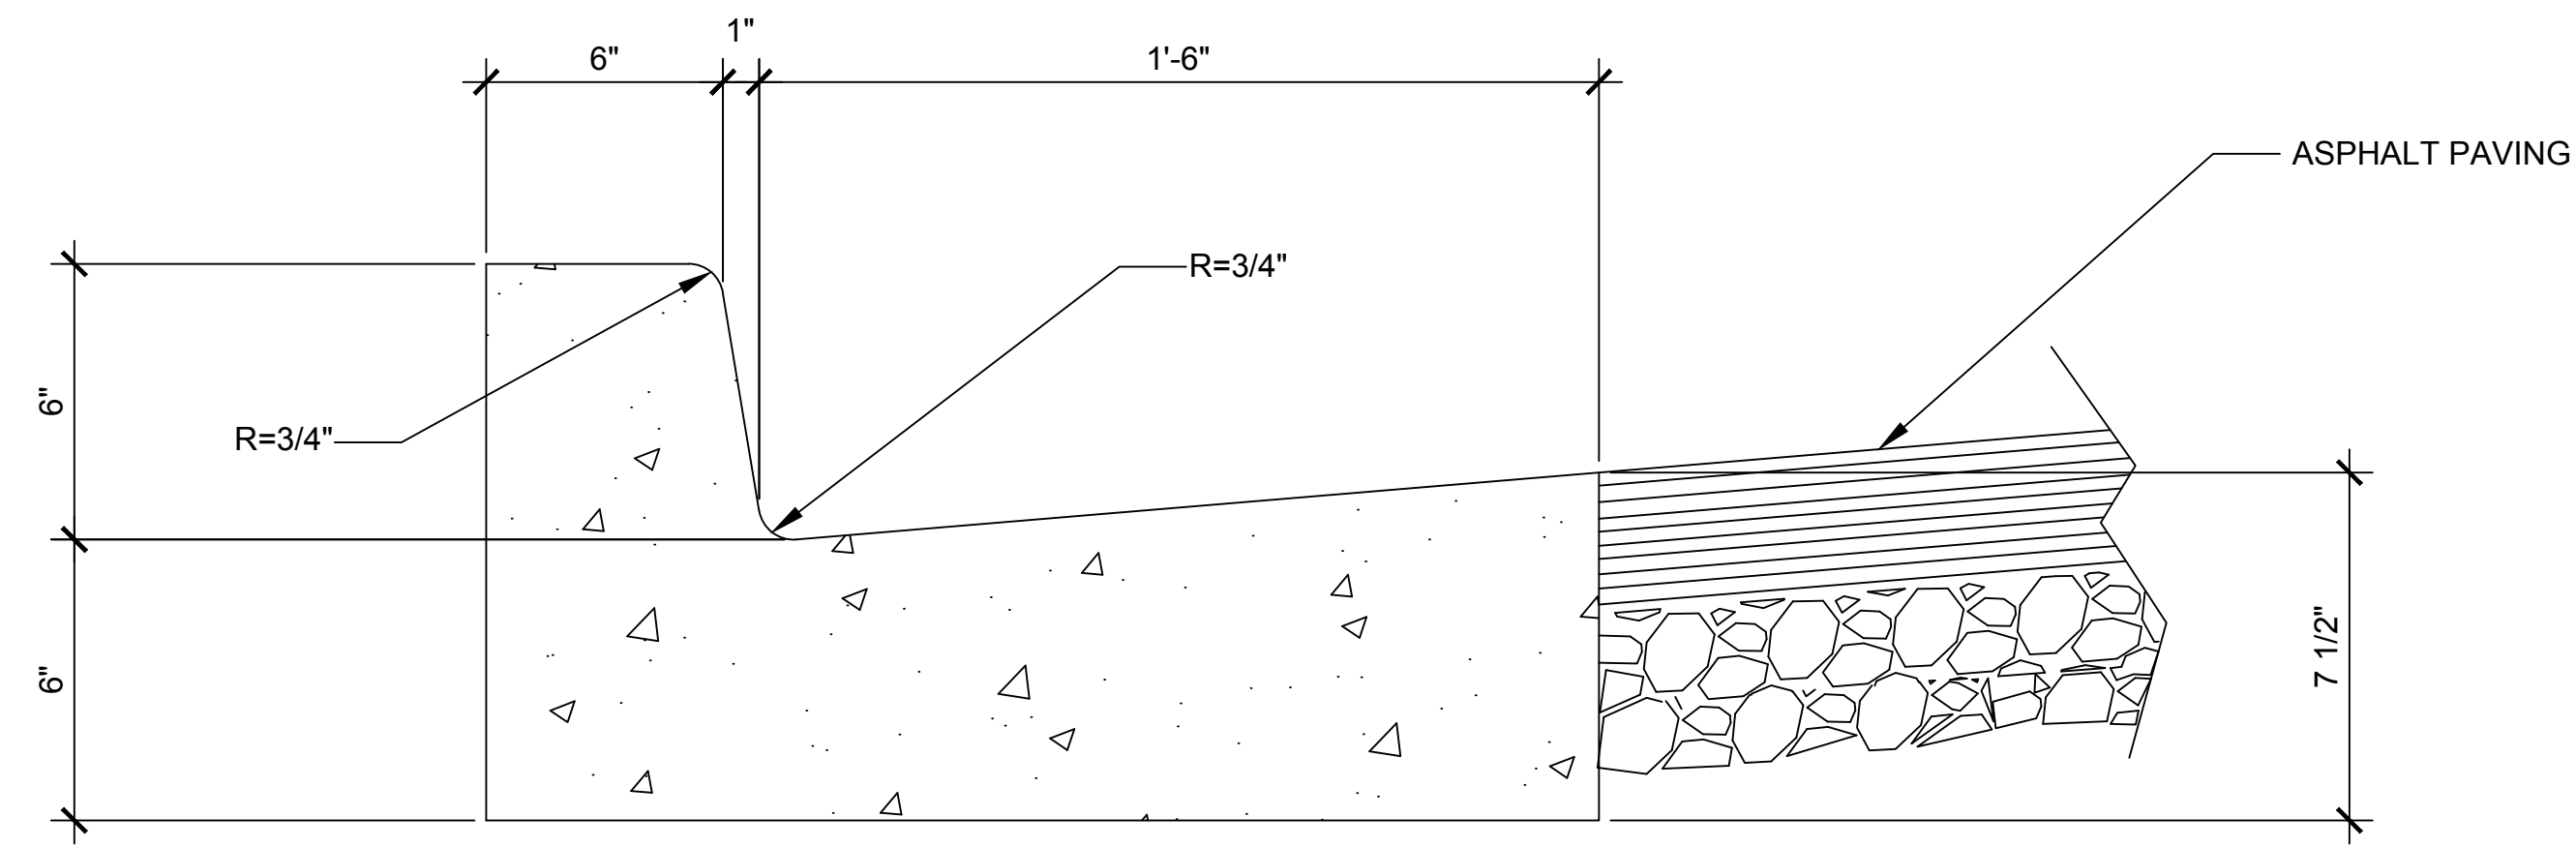 1"
6"
1'-6"
ASPHALT PAVING
R=3/4"
6"
R=3/4"
6"
7 1/2"